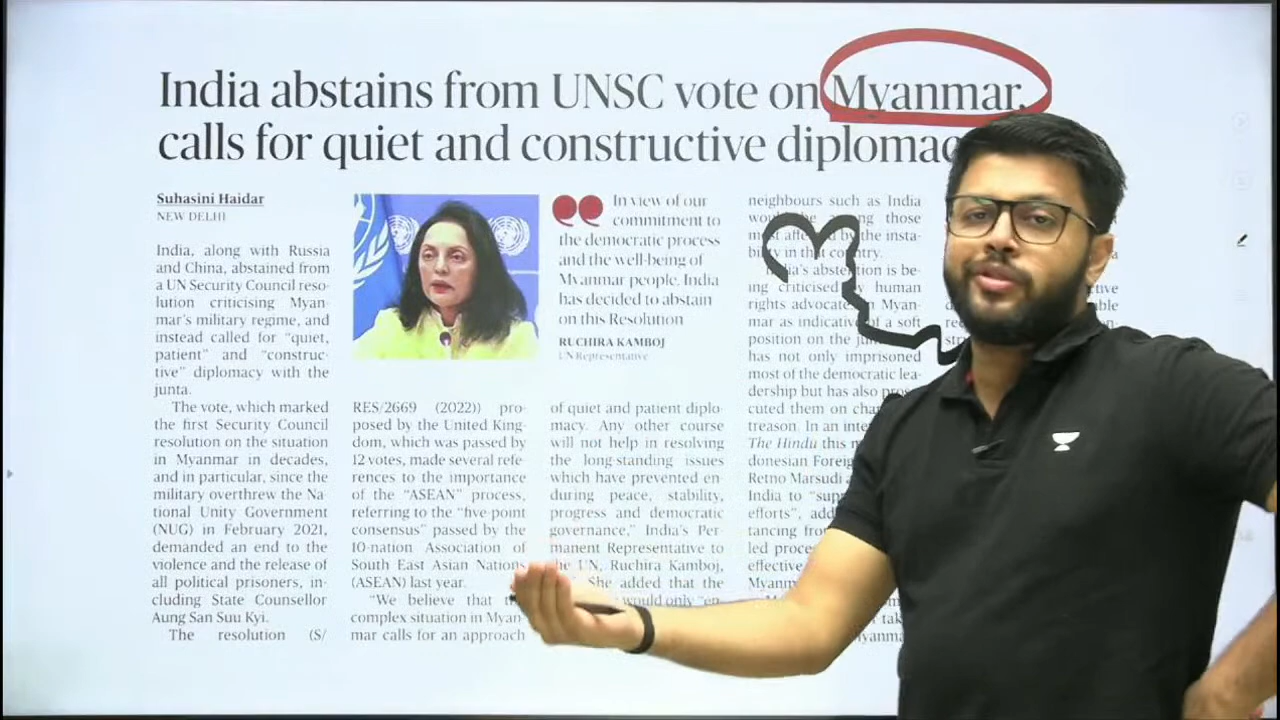 India abstains from UNSC vote on Myanmar,
calls for quiet and constructive
Suhasini Haidar
NEW DELHI
India, along with Russia
and China, abstained from
a UN Security Council reso-
lution criticising Myan-
mar's military regime, and
instead called for "quiet,
patient" and "construc-
tive" diplomacy with the
junta.
The vote, which marked
the first Security Council
resolution on the situation
in Myanmar in decades,
and in particular, since the
military overthrew the Na-
tional Unity Government
(NUG) in February 2021,
demanded an end to the
violence and the release of
all political prisoners, in-
cluding State Counsellor
Aung San Suu Kyi.
The resolution (S/
RES/2669 (2022)) pro-
posed by the United King-
dom, which was passed by
12 votes, made several refe-
rences to the importance
of the "ASEAN" process,
referring to the "five-point
consensus" passed by the
10-nation Association of
South East Asian Nations
(ASEAN) last year.
"We believe that
complex situation in Myan-
mar calls for an approach
In view of our
commitment to
the democratic process
and the well-being of
Myanmar people, India
has decided to abstain
on this Resolution
RUCHIRA KAMBOJ
UN Representative
of quiet and patient diplo-
macy. Any other course
will not help in resolving
the long-standing issues
which have prevented en-
during peace, stability,
progress and democratic
governance," India's Per-
manent Representative to
UN, Ruchira Kamboj,
She added that the
would only "en-
neighbours such as India
be among those
most by the insta-
bility in that country.
India's abstention is be-
ing criticised by human
rights advocates in Myan-
mar as indicative of a soft
position on the
has not only imprisoned
most of the democratic lea-
dership but has also
cuted them on
treason. In an
The Hindu this
donesian
Retno Marsudi
India to
efforts",
tancing
led